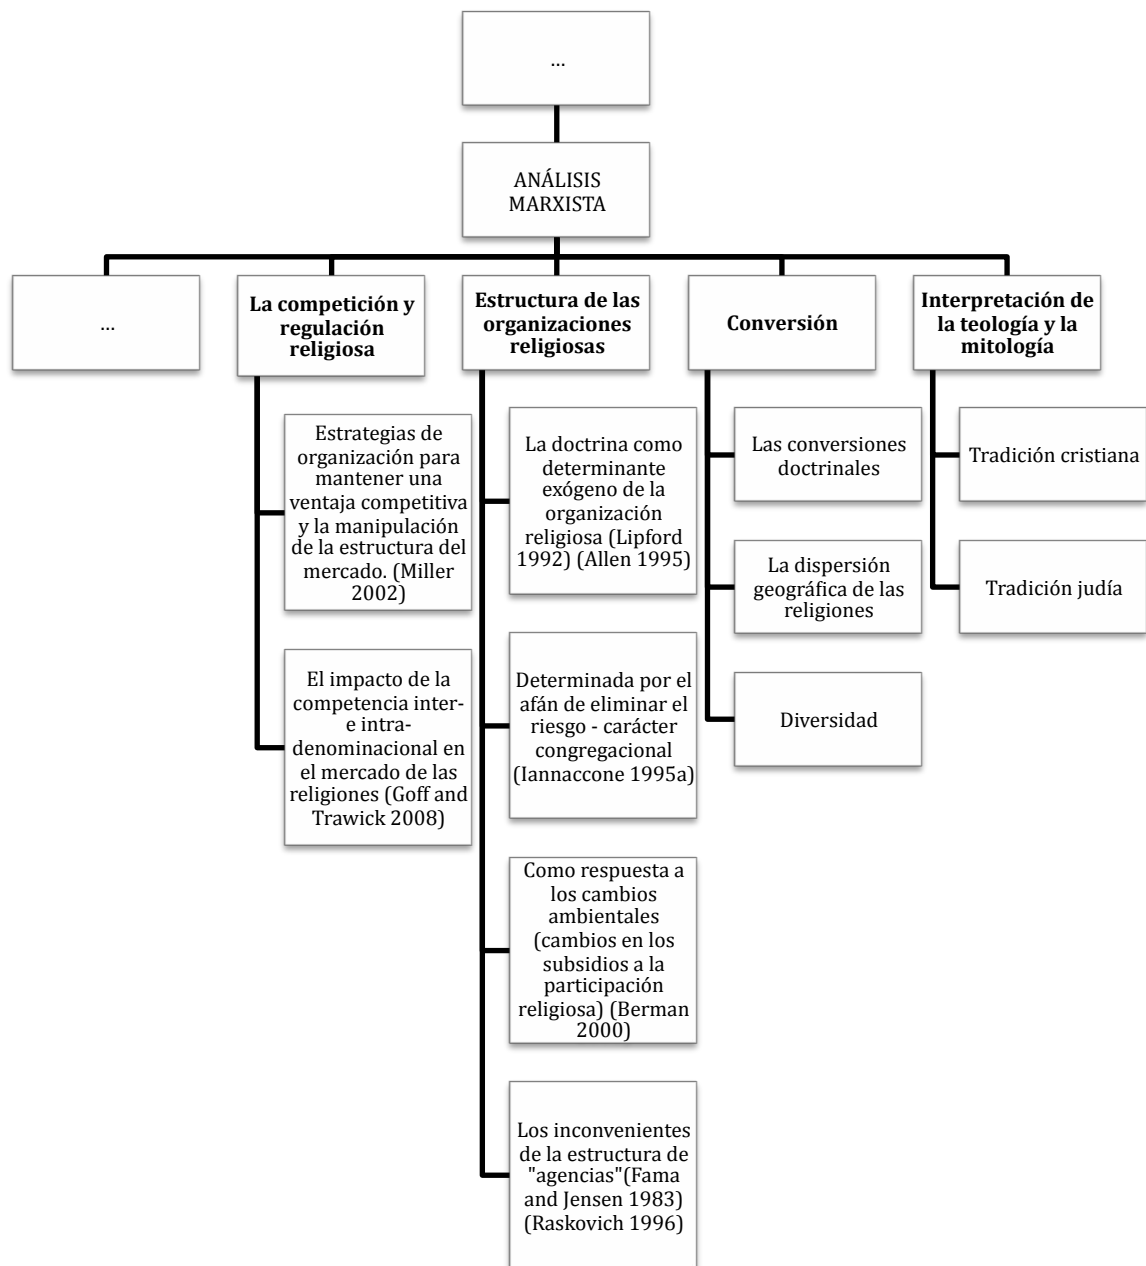 ...
ANÁLISIS
MARXISTA
...
La competición y
regulación
religiosa
Estrategias de
organización para
mantener una
ventaja competitiva
y la manipulación
de la estructura del
mercado. (Miller
2002)
El impacto de la
competencia inter-
e intra-
denominacional en
el mercado de las
religiones (Goff and
Trawick 2008)
Estructura de las
organizaciones
religiosas
La doctrina como
determinante
exógeno de la
organización
religiosa (Lipford
1992) (Allen 1995)
Determinada por el
afán de eliminar el
riesgo - carácter
congregacional
(Iannaccone 1995a)
Como respuesta a
los cambios
ambientales
(cambios en los
subsidios a la
participación
religiosa) (Berman
2000)
Los inconvenientes
de la estructura de
"agencias"(Fama
and Jensen 1983)
(Raskovich 1996)
Conversión
Las conversiones
doctrinales
La dispersión
geográfica de las
religiones
Diversidad
Interpretación de
la teología y la
mitología
Tradición cristiana
Tradición judía